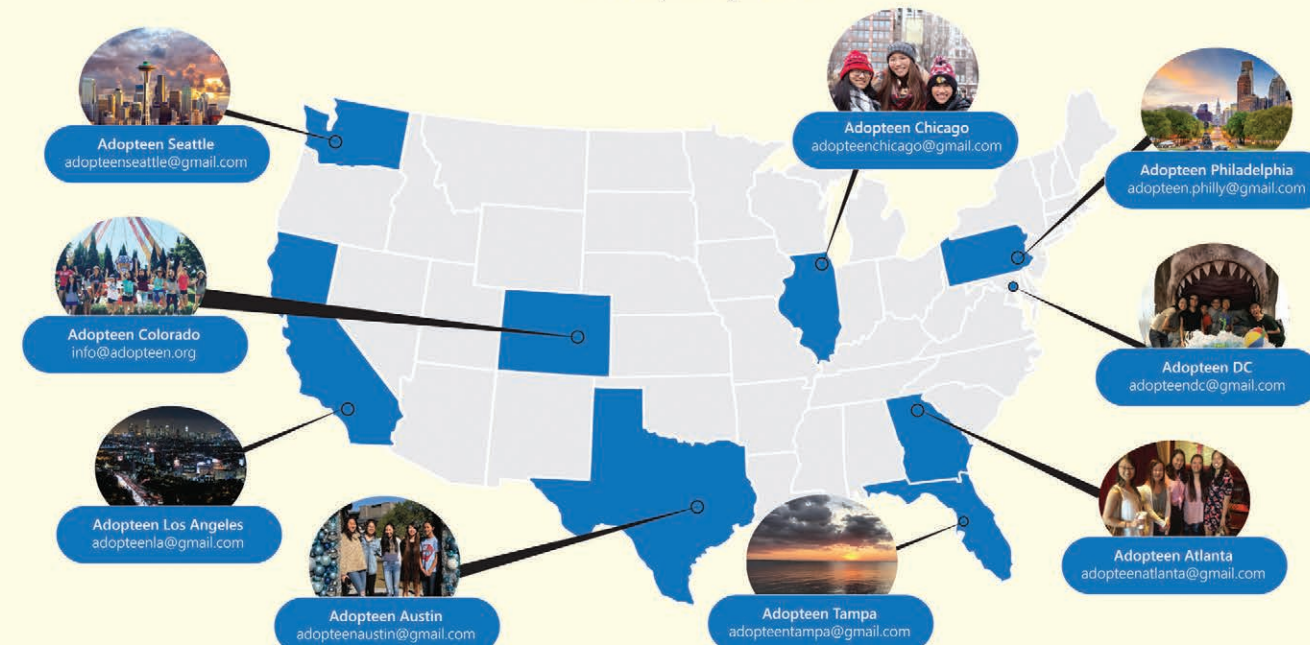 Adopteen Seattle
adopteenseattle@gmail.com
Adopteen Chicago
adopteenchicago@gmail.com
Adopteen Philadelphia
adopteen.philly@gmail.com
Adopteen Colorado
info@adopteen.org
Adopteen DC
adopteendc@gmail.com
Adopteen Los Angeles
adopteenla@gmail.com
Adopteen Atlanta
adopteenatlanta@gmail.com
Adopteen Austin
adopteenaustin@gmail.com
Adopteen Tampa
adopteentampa@gmail.com